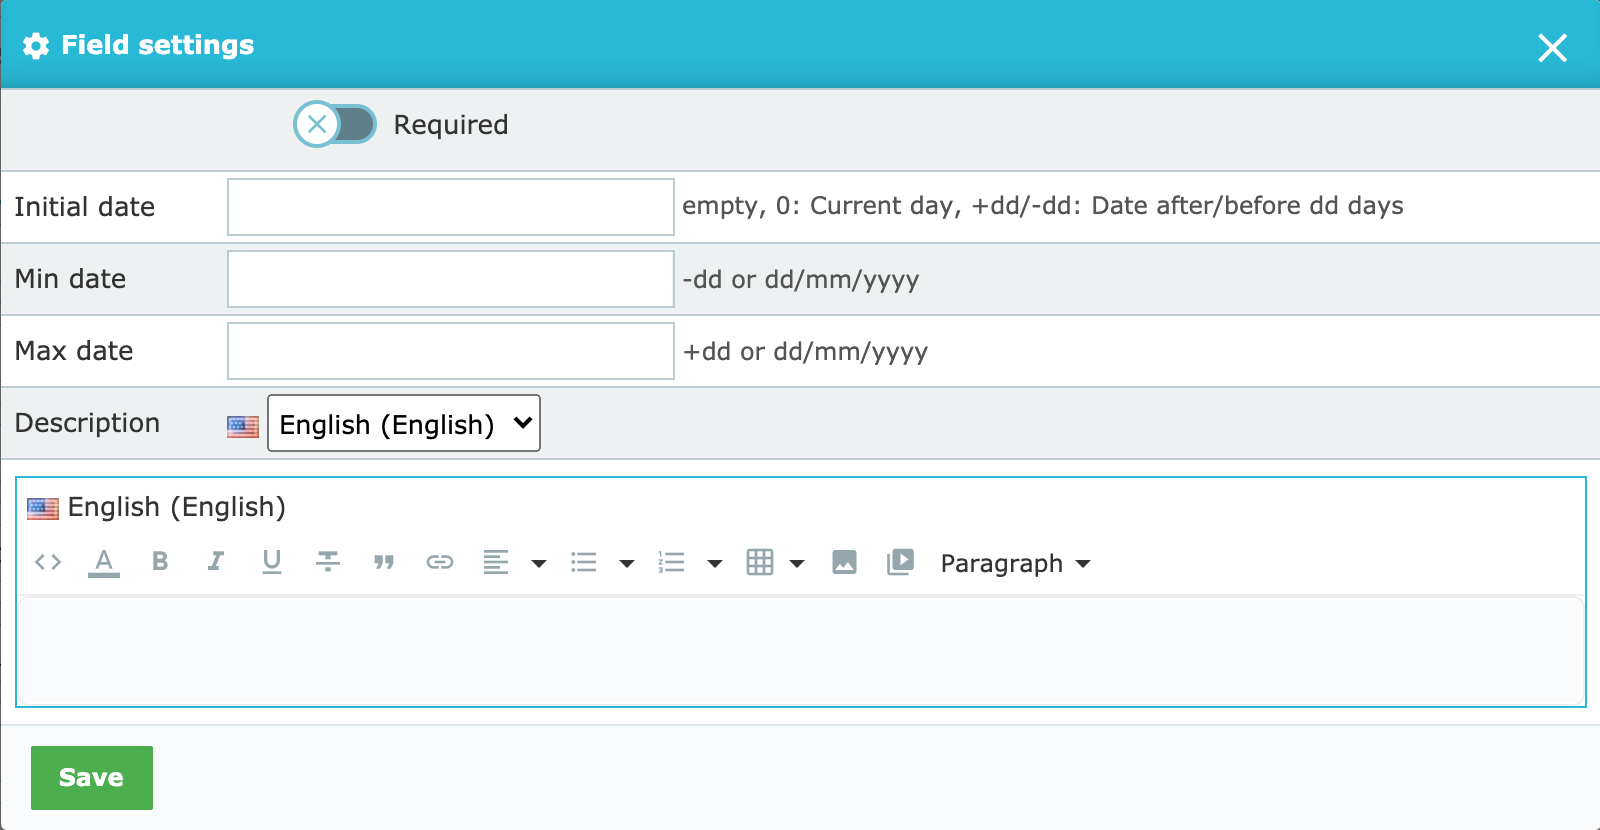 Field settings
Required
Initial date
empty, 0: Current day, +dd/-dd: Date after/before dd days
Min date
-dd or dd/mm/yyyy
Max date
+dd or dd/mm/yyyy
Description
English (English)
English (English)
Paragraph
Save